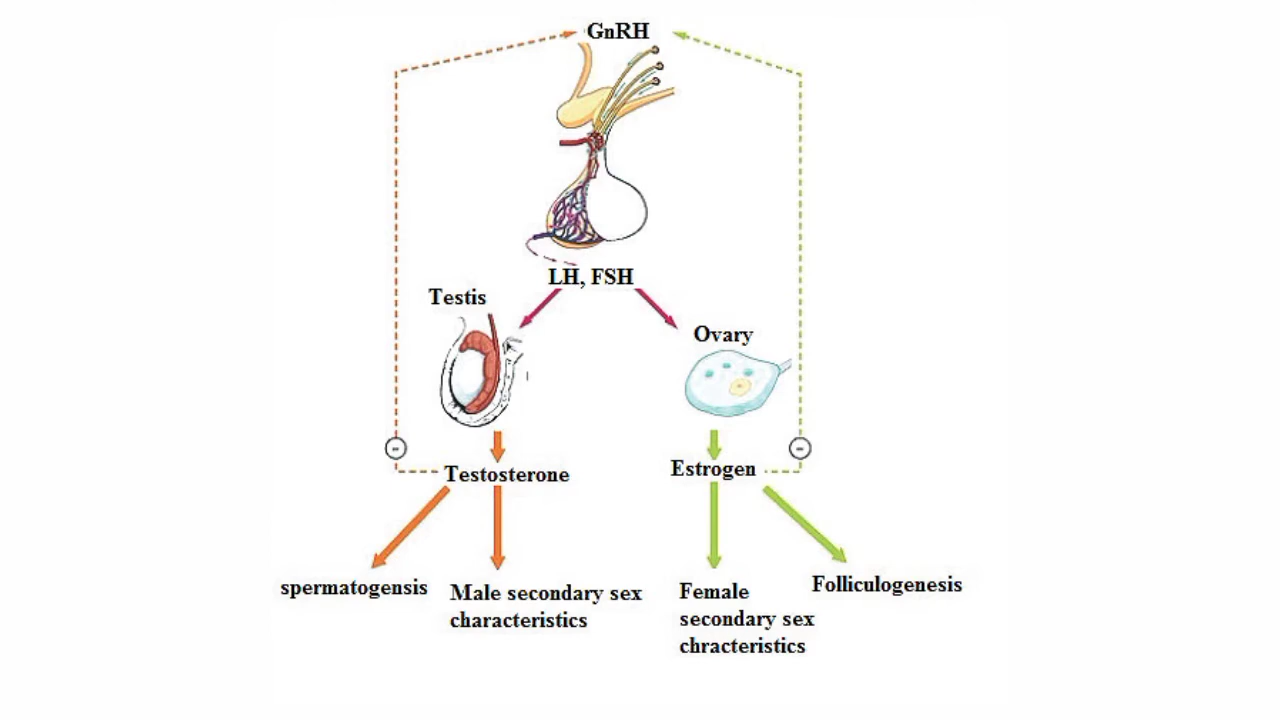 GnRH
LH, FSH
Testis
Ovary
-
-
Testosterone
Estrogen
spermatogensis
Male secondary sex
characteristics
Female
secondary sex
chracteristics
Folliculogenesis